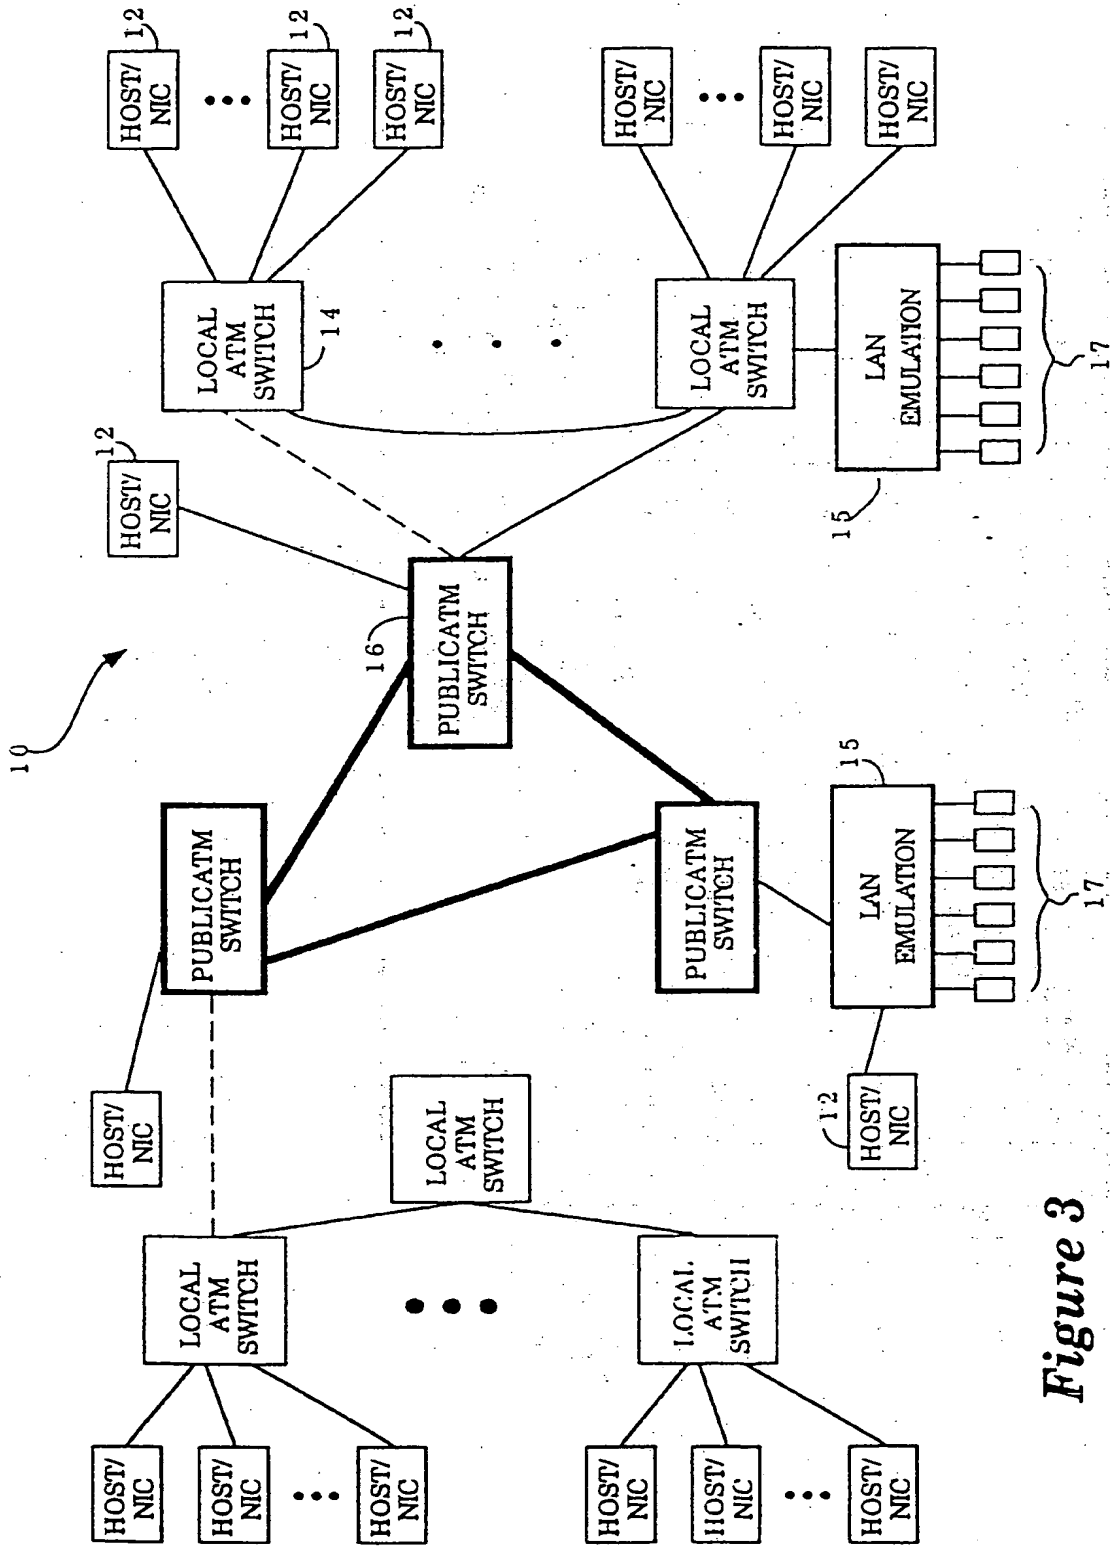 10
HOST/
NIC
HOST/
NIC
12
HOST/
NIC
12
HOST/
NIC
LOCAL
ATM
SWITCH
PUBLICATM
SWITCH
LOCAL
ATM
SWITCH
14
HOST/
NIC
12
HOST/
NIC
HOST/
NIC
12
HOST/
NIC
16
PUBLICATM
SWITCH
LOCAL
ATM
SWITCH
HOST/
NIC
HOST/
NIC
LOCAL
ATM
SWITCH
PUBLICATM
SWITCH
LOCAL
ATM
SWITCH
HOST/
NIC
HOST/
NIC
HOST/
NIC
HOST/
NIC
12
HOST/
NIC
15
LAN
EMULATION
15
LAN
EMULATION
17
17
Figure 3